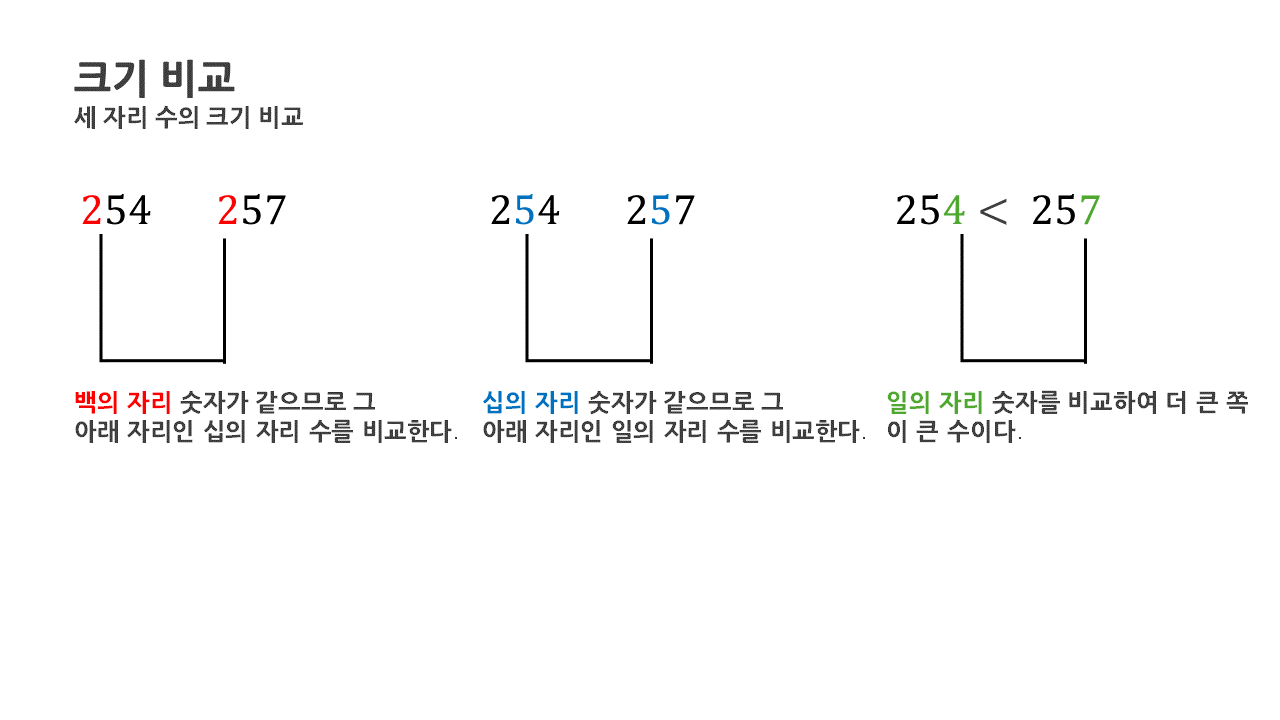 크기 비교
세 자리 수의 크기 비교
254 257
254 257
254 < 257
백의 자리 숫자가 같으므로 그
아래 자리인 십의 자리 수를 비교한다.
십의 자리 숫자가 같으므로 그
아래 자리인 일의 자리 수를 비교한다.
일의 자리 숫자를 비교하여 더 큰 쪽
이 큰 수이다.